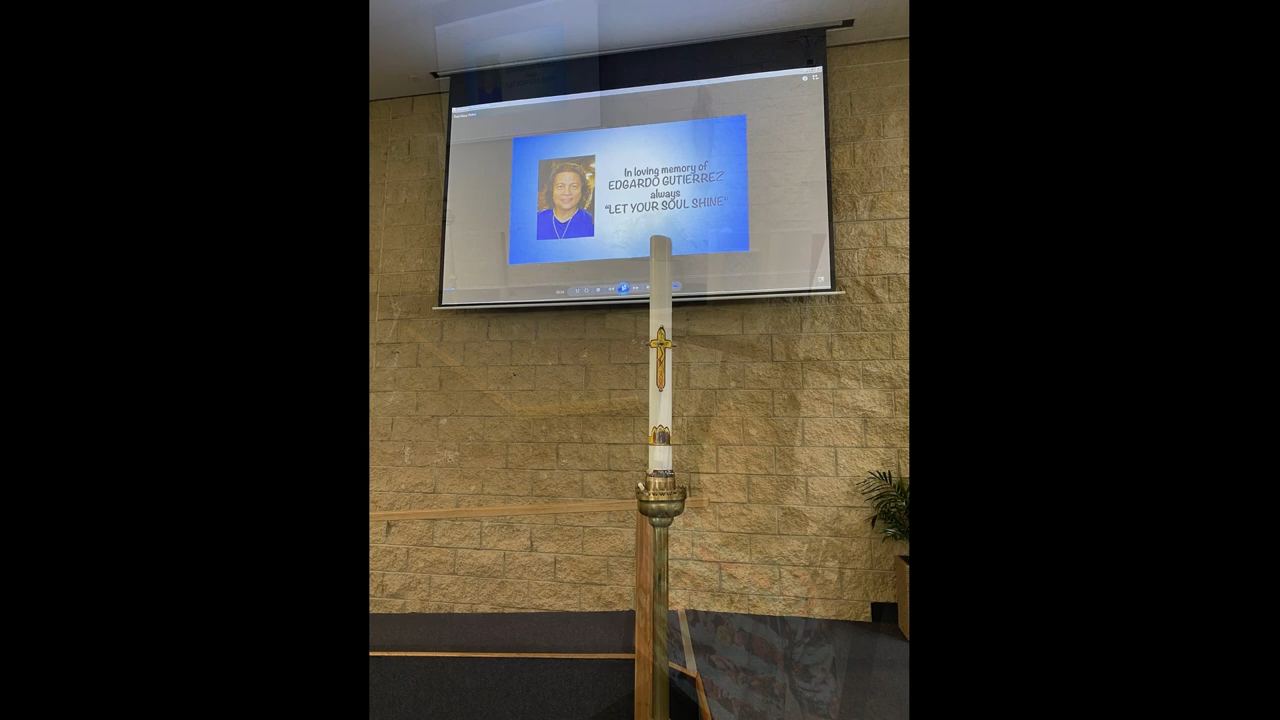 In loving memory of
EDGARDO GUTIERREZ
always
"LET YOUR SOUL SHINE"